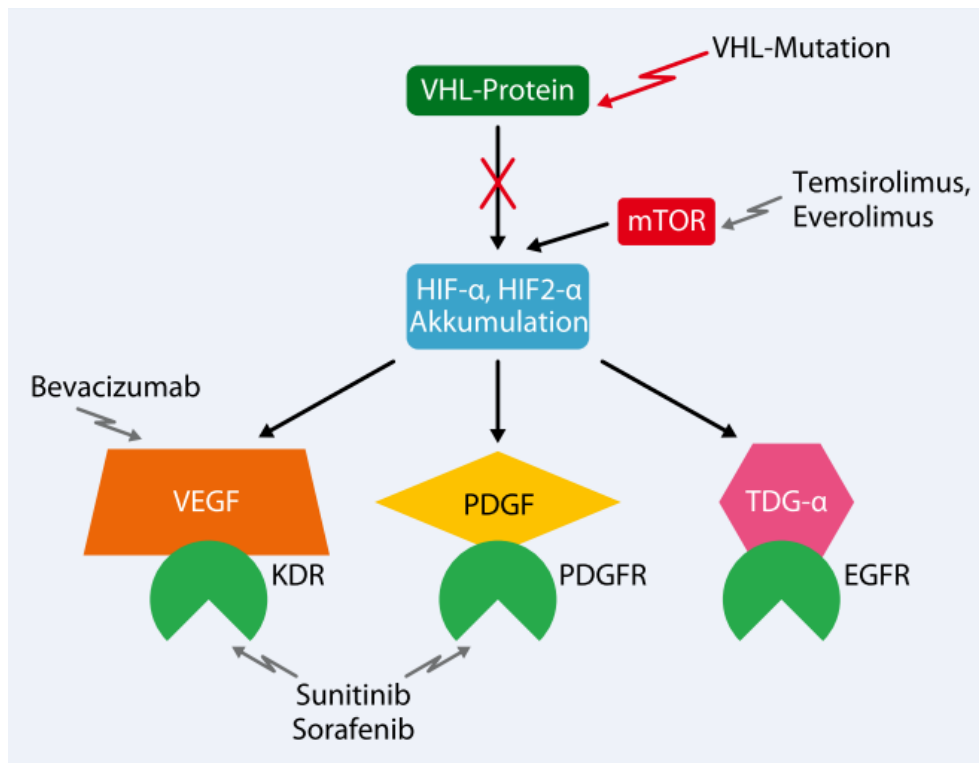 VHL-Mutation
VHL-Protein
Temsirolimus,
Everolimus
mTOR
HIF-α, HIF2-α
Akkumulation
Bevacizumab
VEGF
PDGF
TDG-α
KDR
PDGFR
EGFR
Sunitinib
Sorafenib